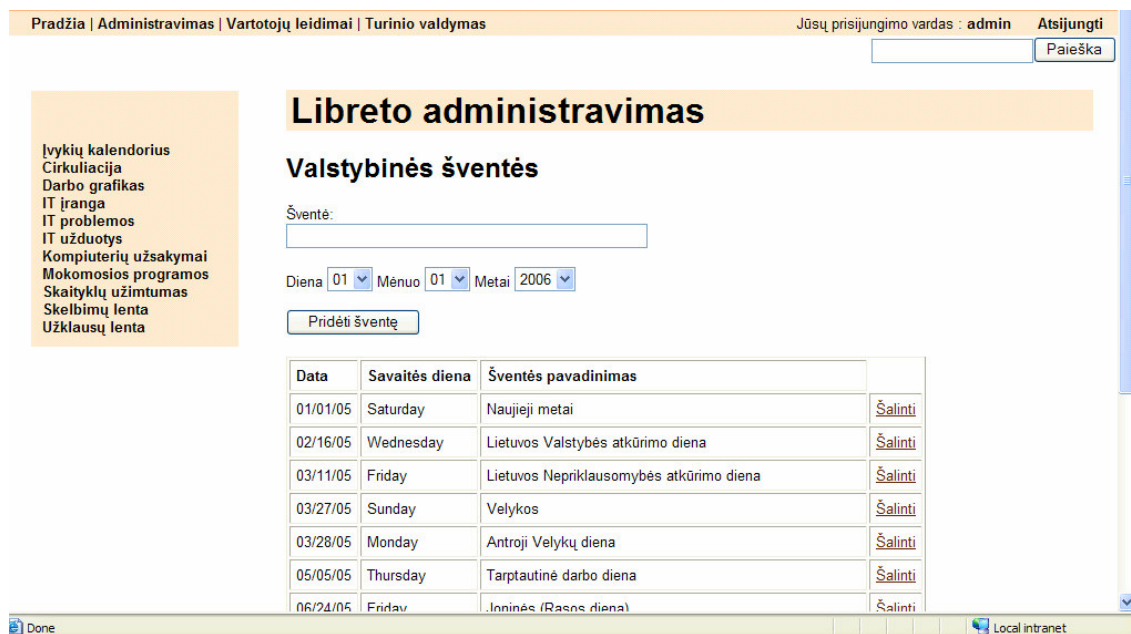 Pradžia | Administravimas | Vartotojų leidimai | Turinio valdymas Jūsų prisijungimo vardas : admin Atsijungti
Paieška
Libreto administravimas
Įvykių kalendorius
Cirkuliacija
Darbo grafikas
IT įranga
IT problemos
IT užduotys
Kompiuterių užsakymai
Mokomosios programos
Skaityklų užimtumas
Skelbimų lenta
Užklausų lenta
Valstybinės šventės
Šventė:
Diena 01 Mėnuo 01 Metai 2006
Pridėti šventę
Data Savaitės diena Šventės pavadinimas
01/01/05 Saturday Naujieji metai Šalinti
02/16/05 Wednesday Lietuvos Valstybės atkūrimo diena Šalinti
03/11/05 Friday Lietuvos Nepriklausomybės atkūrimo diena Šalinti
03/27/05 Sunday Velykos Šalinti
03/28/05 Monday Antroji Velykų diena Šalinti
05/05/05 Thursday Tarptautinė darbo diena Šalinti
06/24/05 Friday Joninės (Rasos diena) Šalinti
Done Local intranet